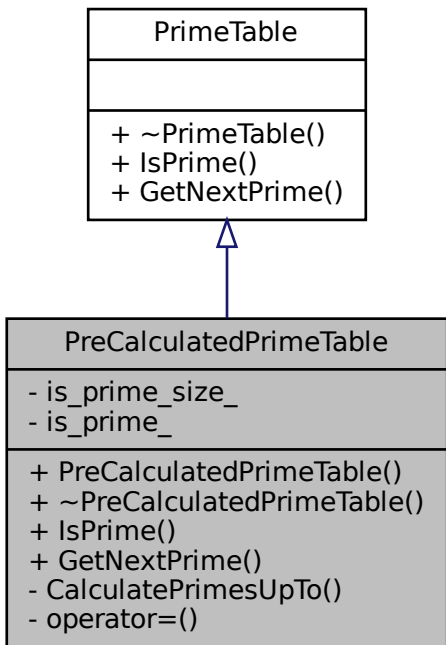 PrimeTable
+ ~PrimeTable()
+ IsPrime()
+ GetNextPrime()
PreCalculatedPrimeTable
- is_prime_size_
- is_prime_
+ PreCalculatedPrimeTable()
+ ~PreCalculatedPrimeTable()
+ IsPrime()
+ GetNextPrime()
- CalculatePrimesUpTo()
- operator=()